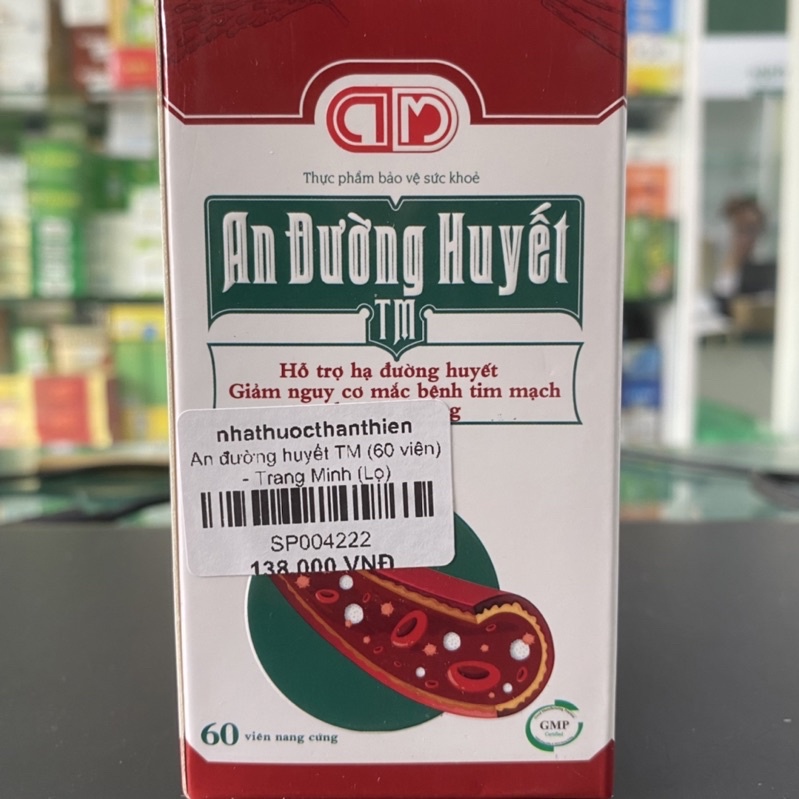 Thực phẩm bảo vệ sức khoẻ
An Đường Huyết
TM
Hỗ trợ hạ đường huyết
Giảm nguy cơ mắc bệnh tim mạch
nhathuocthanthien
An đường huyết TM (60 viên)
- Trang Minh (Lọ)
SP004222
138.000 VNĐ
60 viên nang cứng
GMP